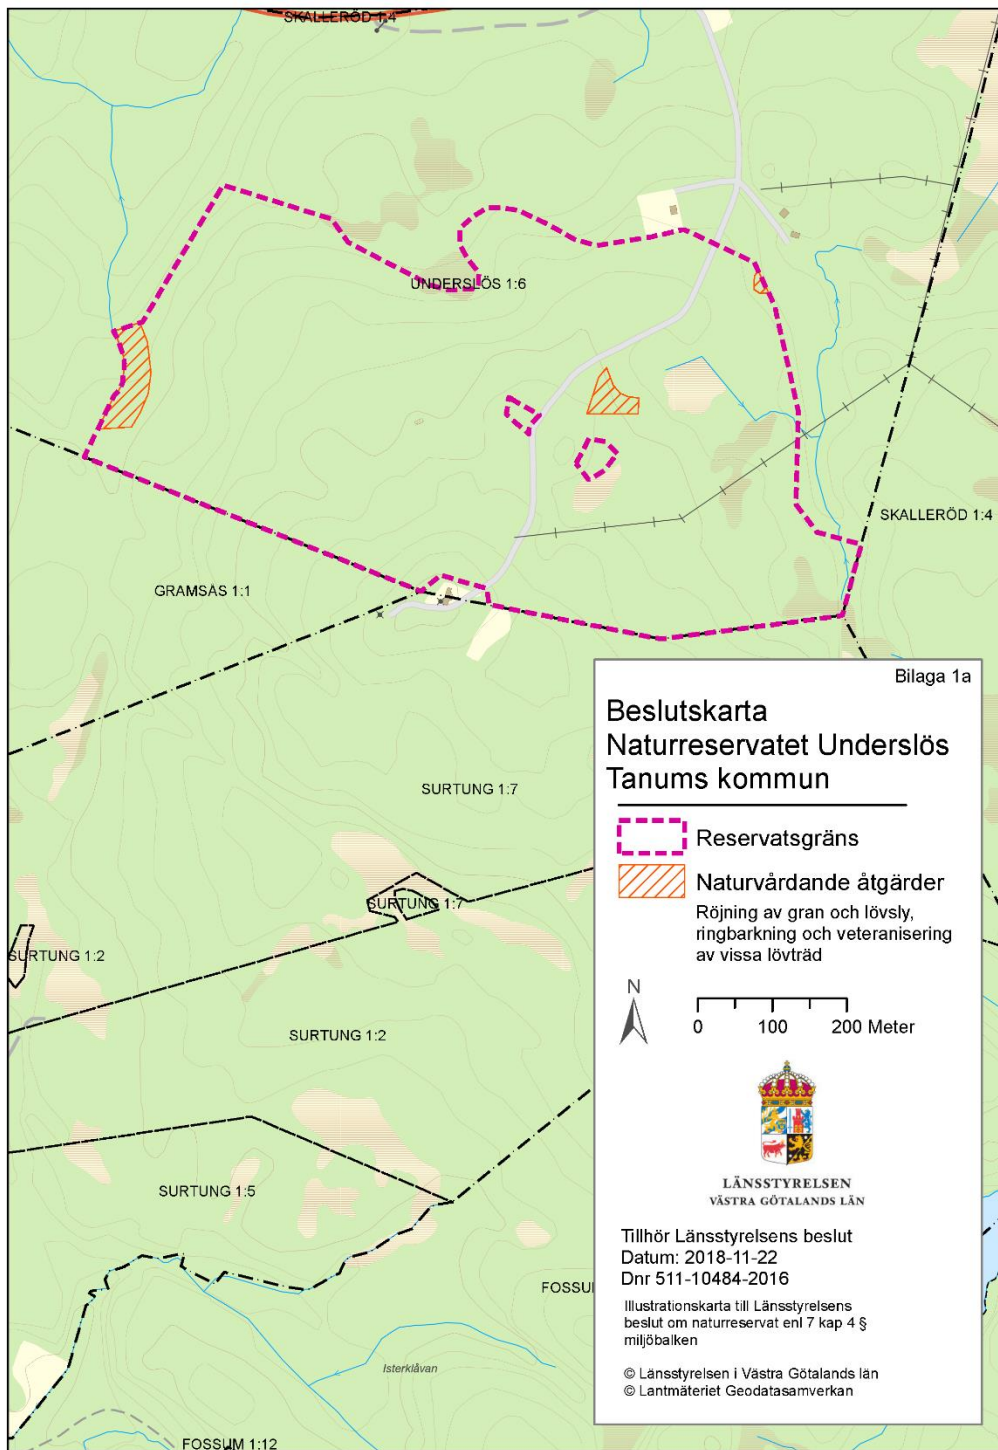 SKALLERÖD 1:4
UNDERSLÖS 1:6
SKALLERÖD 1:4
GRAMSÄS 1:1
SURTUNG 1:7
SURTUNG 1:7
SURTUNG 1:2
SURTUNG 1:2
SURTUNG 1:5
FOSSU
Isterklåvan
FOSSUM 1:12
Bilaga 1a
Beslutskarta
Naturreservatet Underslös
Tanums kommun
Reservatsgräns
Naturvårdande åtgärder
Röjning av gran och lövsly,
ringbarkning och veteranisering
av vissa lövträd
N
0 100 200 Meter
LÄNSSTYRELSEN
VÄSTRA GÖTALANDS LÄN
Tillhör Länsstyrelsens beslut
Datum: 2018-11-22
Dnr 511-10484-2016
Illustrationskarta till Länsstyrelsens
beslut om naturreservat enl 7 kap 4 §
miljöbalken
© Länsstyrelsen i Västra Götalands län
© Lantmäteriet Geodatasamverkan